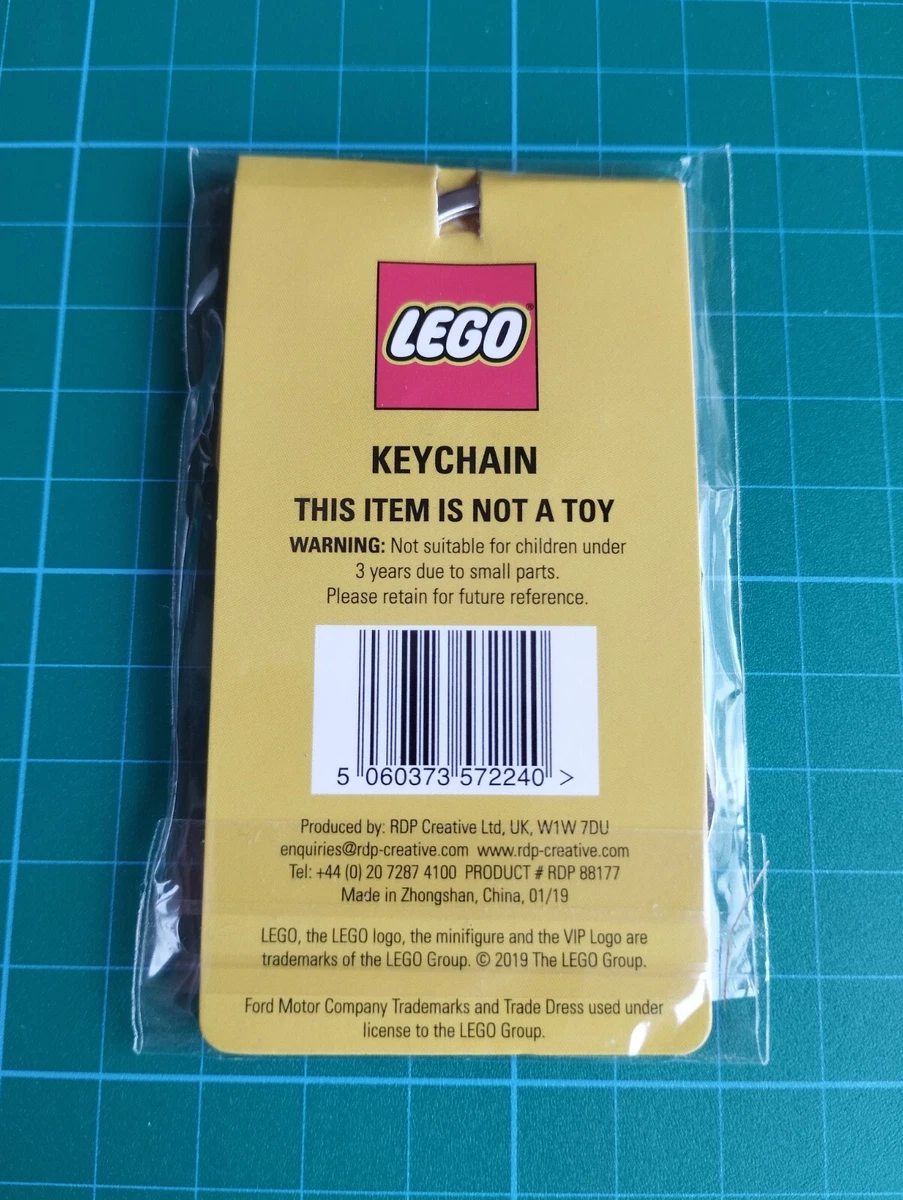 LEGO®
KEYCHAIN
THIS ITEM IS NOT A TOY
WARNING: Not suitable for children under
3 years due to small parts.
Please retain for future reference.
5 060373 572240 >
Produced by: RDP Creative Ltd, UK, W1W 7DU
enquiries@rdp-creative.com www.rdp-creative.com
Tel: +44 (0) 20 7287 4100 PRODUCT # RDP 88177
Made in Zhongshan, China, 01/19
LEGO, the LEGO logo, the minifigure and the VIP Logo are
trademarks of the LEGO Group. © 2019 The LEGO Group.
Ford Motor Company Trademarks and Trade Dress used under
license to the LEGO Group.